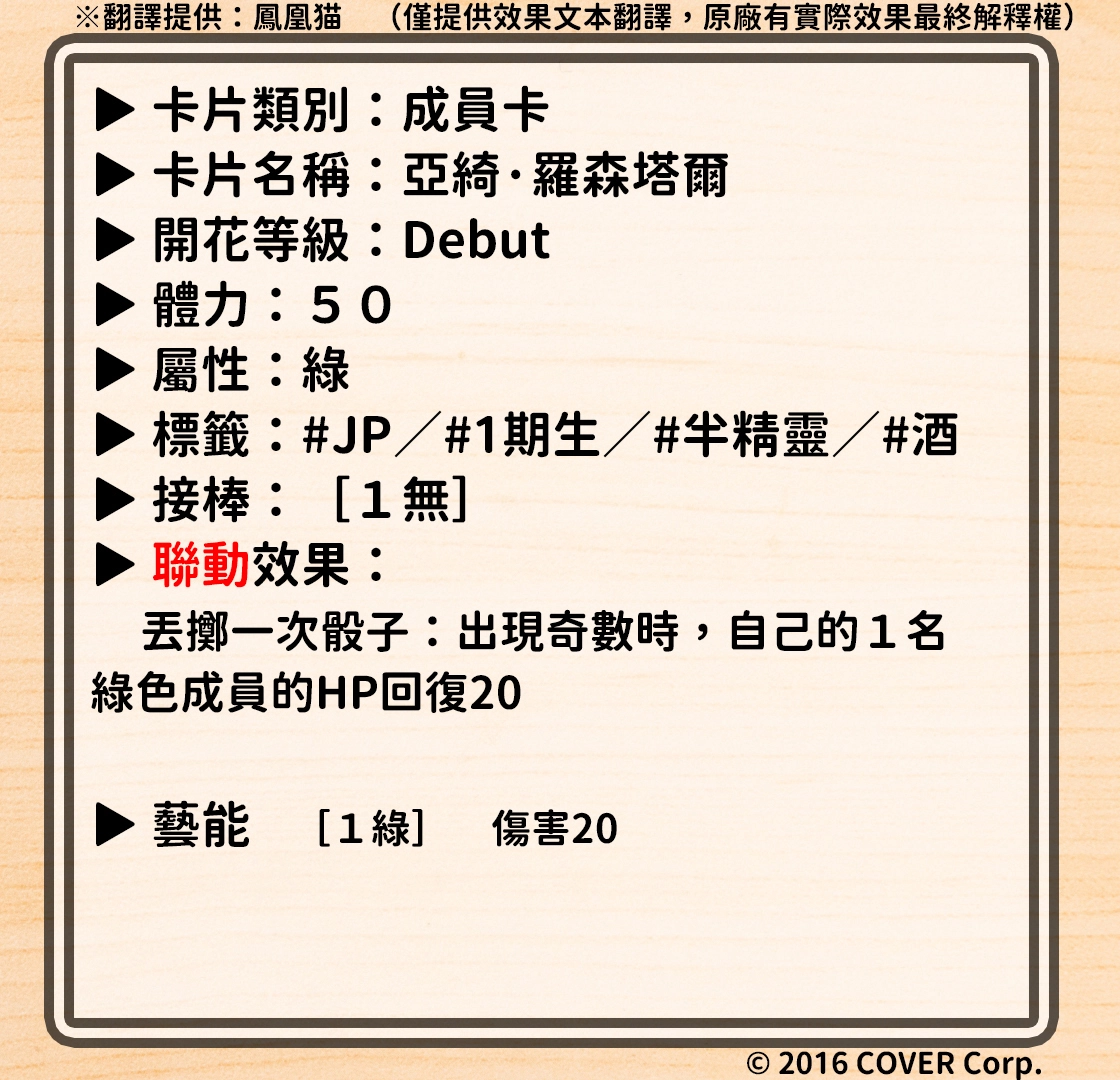 ※翻譯提供：鳳凰猫　（僅提供效果文本翻譯，原廠有實際效果最終解釋權）
▶ 卡片類別：成員卡
▶ 卡片名稱：亞綺·羅森塔爾
▶ 開花等級：Debut
▶ 體力：５０
▶ 屬性：綠
▶ 標籤：#JP／#1期生／#半精靈／#酒
▶ 接棒：［１無］
▶ 聯動效果：
丟擲一次骰子：出現奇數時，自己的１名
綠色成員的HP回復20
▶ 藝能　［１綠］　傷害20
© 2016 COVER Corp.